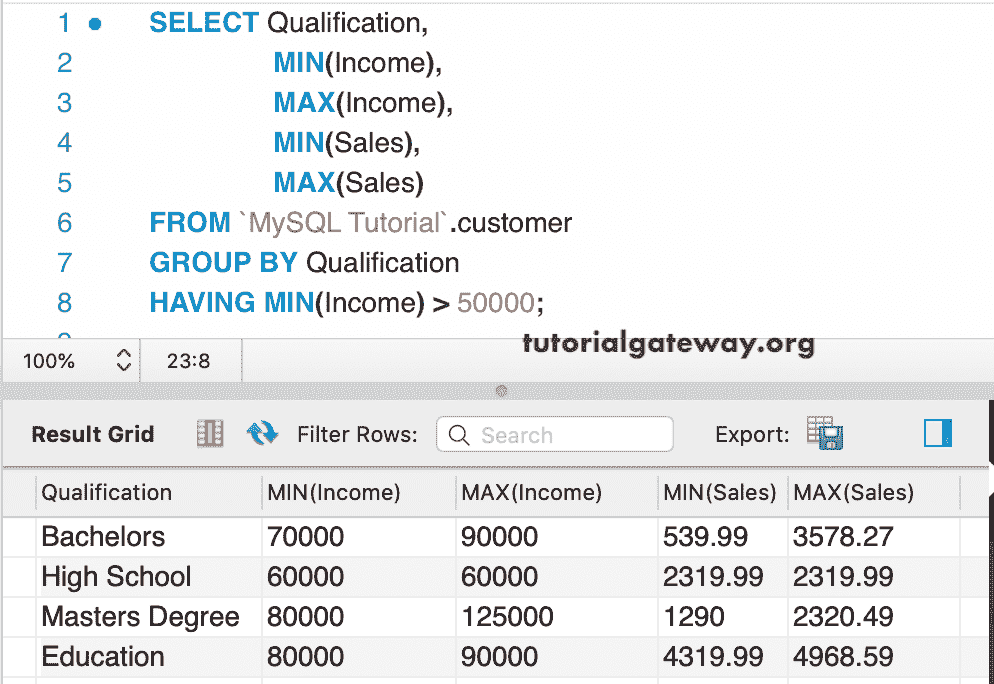 1 SELECT Qualification,
2 MIN(Income),
3 MAX(Income),
4 MIN(Sales),
5 MAX(Sales)
6 FROM `MySQL Tutorial`.customer
7 GROUP BY Qualification
8 HAVING MIN(Income) > 50000;
tutorialgateway.org
100% 23:8
Result Grid Filter Rows: Search Export:
Qualification MIN(Income) MAX(Income) MIN(Sales) MAX(Sales)
Bachelors 70000 90000 539.99 3578.27
High School 60000 60000 2319.99 2319.99
Masters Degree 80000 125000 1290 2320.49
Education 80000 90000 4319.99 4968.59